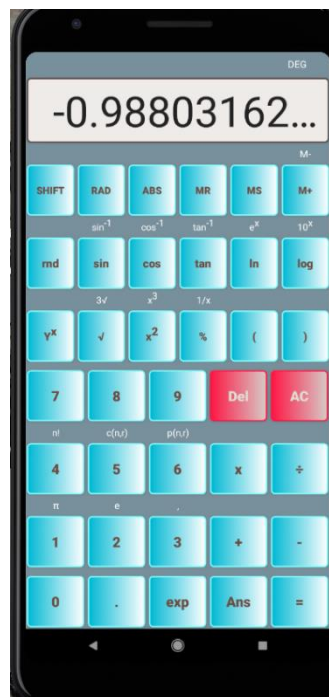 DEG
-0.98803162...
M-
SHIFT RAD ABS MR MS M+
sin-1 cos-1 tan-1 eX 10X
rnd sin cos tan ln log
3√ x3 1/x
YX √ x2 % ( )
7 8 9 Del AC
n! c(n,r) p(n,r)
4 5 6 x ÷
π e ,
1 2 3 + -
0 . exp Ans =